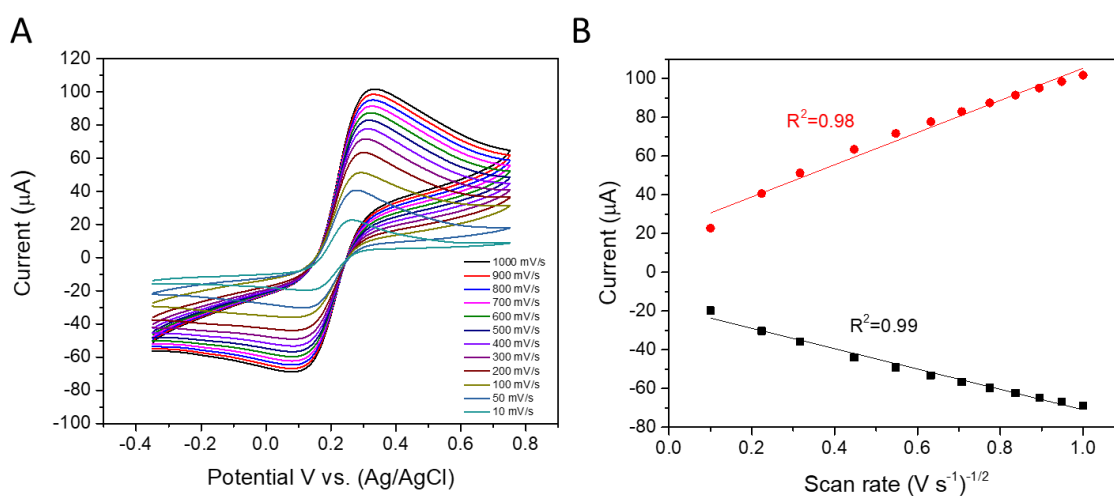 A
Current (μA)
120
100
80
60
40
20
0
-20
-40
-60
-80
-100
-0.4 -0.2 0.0 0.2 0.4 0.6 0.8
Potential V vs. (Ag/AgCl)
1000 mV/s
900 mV/s
800 mV/s
700 mV/s
600 mV/s
500 mV/s
400 mV/s
300 mV/s
200 mV/s
100 mV/s
50 mV/s
10 mV/s
B
Current (μA)
100
80
60
40
20
0
-20
-40
-60
-80
0.0 0.2 0.4 0.6 0.8 1.0
Scan rate (V s⁻¹)⁻¹ᐟ²
R²=0.98
R²=0.99